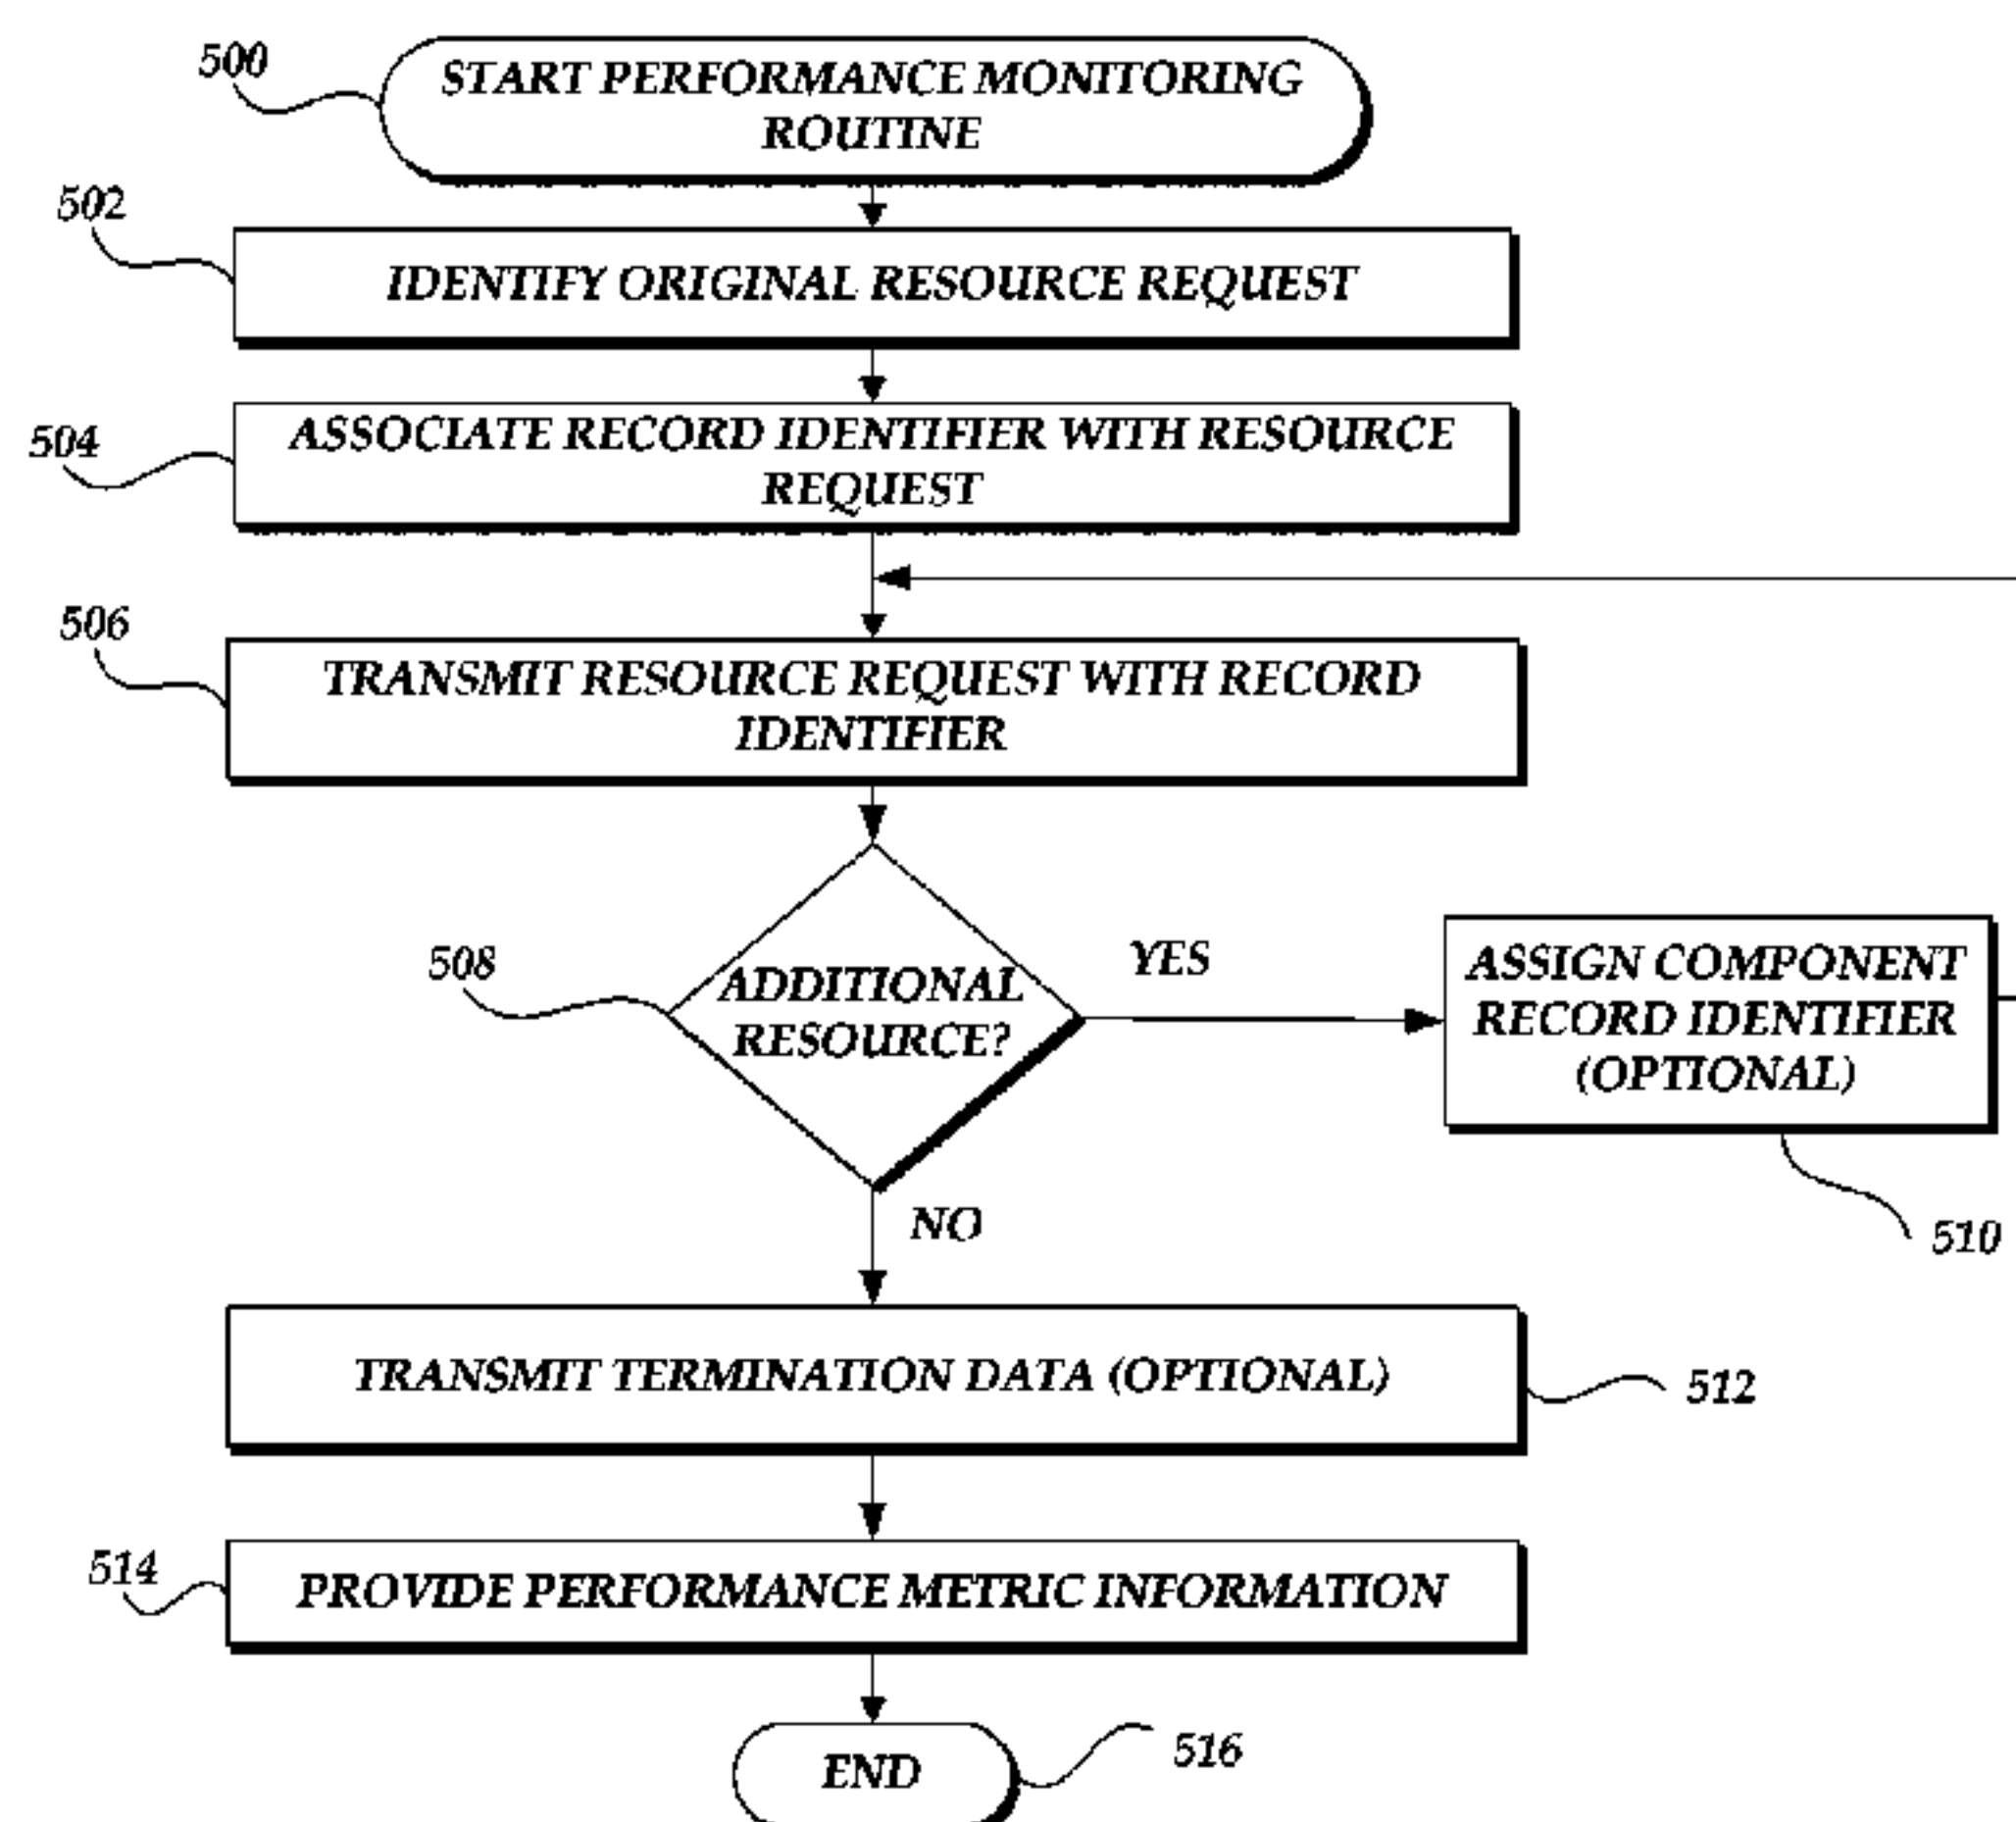 500
START PERFORMANCE MONITORING
ROUTINE
502
IDENTIFY ORIGINAL RESOURCE REQUEST
504
ASSOCIATE RECORD IDENTIFIER WITH RESOURCE
REQUEST
506
TRANSMIT RESOURCE REQUEST WITH RECORD
IDENTIFIER
508
ADDITIONAL
RESOURCE?
YES
ASSIGN COMPONENT
RECORD IDENTIFIER
(OPTIONAL)
510
NO
TRANSMIT TERMINATION DATA (OPTIONAL)
512
514
PROVIDE PERFORMANCE METRIC INFORMATION
END
516